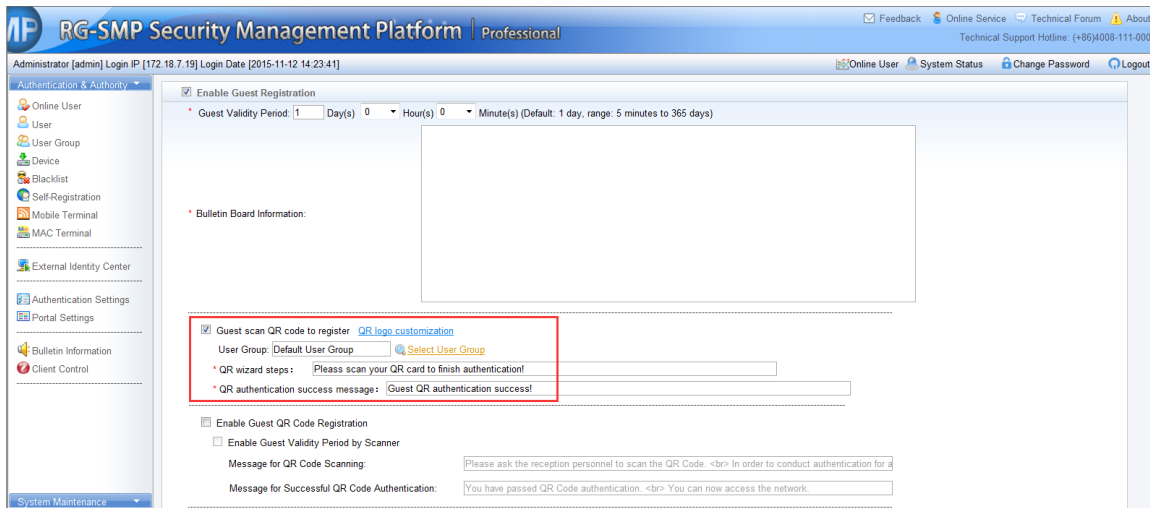 MP RG-SMP Security Management Platform | Professional
Feedback Online Service Technical Forum About
Technical Support Hotline: (+86)4008-111-000
Administrator [admin] Login IP [172.18.7.19] Login Date [2015-11-12 14:23:41]
Online User System Status Change Password Logout
Authentication & Authority
Online User
User
User Group
Device
Blacklist
Self-Registration
Mobile Terminal
MAC Terminal
External Identity Center
Authentication Settings
Portal Settings
Bulletin Information
Client Control
System Maintenance
Enable Guest Registration
* Guest Validity Period: 1 Day(s) 0 Hour(s) 0 Minute(s) (Default: 1 day, range: 5 minutes to 365 days)
* Bulletin Board Information:
Guest scan QR code to register QR logo customization
User Group: Default User Group Select User Group
* QR wizard steps: Please scan your QR card to finish authentication!
* QR authentication success message: Guest QR authentication success!
Enable Guest QR Code Registration
Enable Guest Validity Period by Scanner
Message for QR Code Scanning: Please ask the reception personnel to scan the QR Code. <br> In order to conduct authentication for a
Message for Successful QR Code Authentication: You have passed QR Code authentication. <br> You can now access the network.